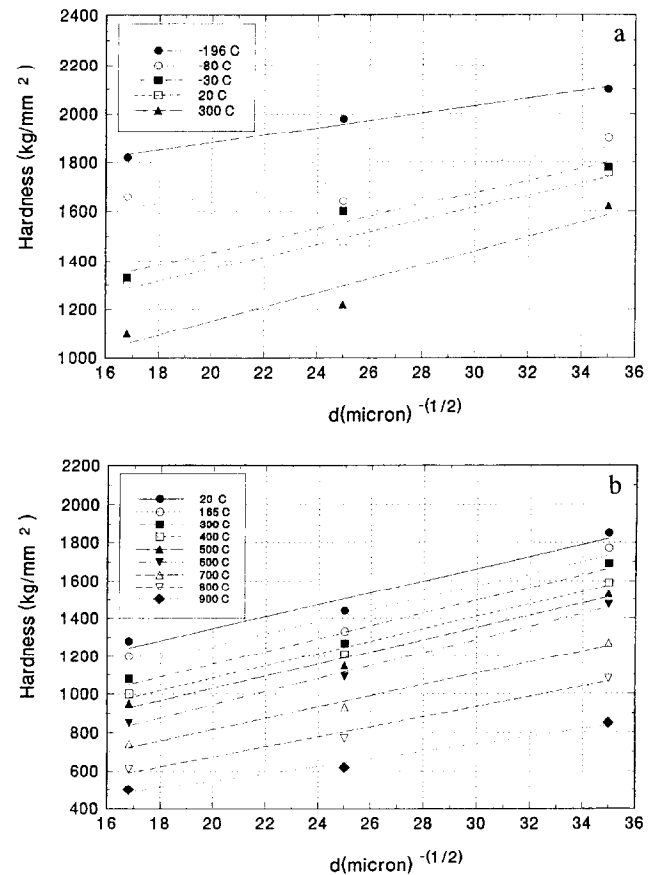 a
-196 C
-80 C
-30 C
20 C
300 C
2400
2200
2000
1800
1600
1400
1200
1000
Hardness (kg/mm 2 )
16 18 20 22 24 26 28 30 32 34 36
d(micron) -(1/2)
b
20 C
165 C
300 C
400 C
500 C
600 C
700 C
800 C
900 C
2200
2000
1800
1600
1400
1200
1000
800
600
400
Hardness (kg/mm 2 )
16 18 20 22 24 26 28 30 32 34 36
d(micron) -(1/2)